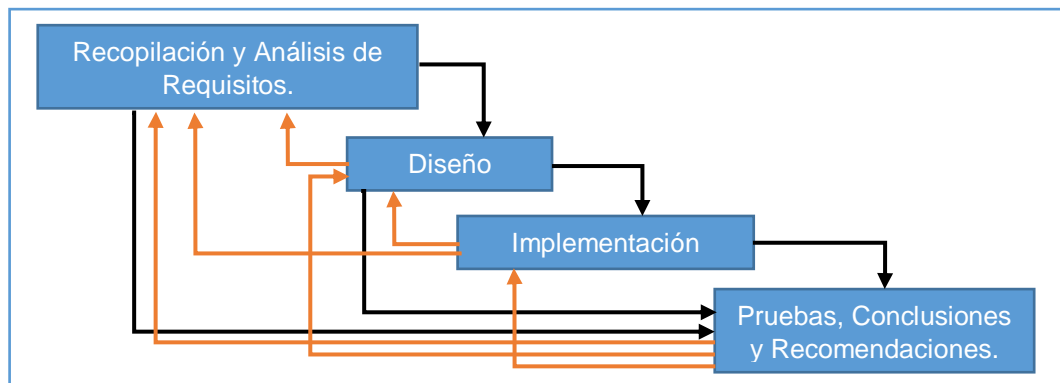 Recopilación y Análisis de
Requisitos.
Diseño
Implementación
Pruebas, Conclusiones
y Recomendaciones.